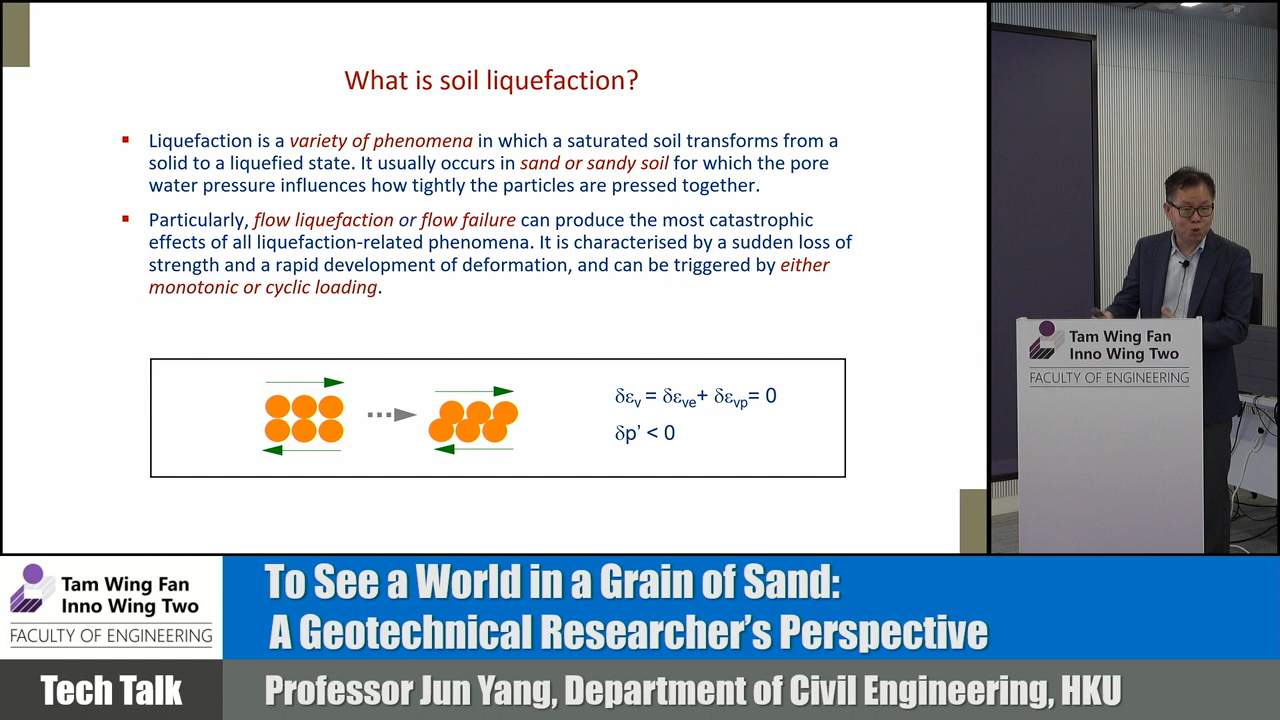 What is soil liquefaction?
▪ Liquefaction is a variety of phenomena in which a saturated soil transforms from a
solid to a liquefied state. It usually occurs in sand or sandy soil for which the pore
water pressure influences how tightly the particles are pressed together.
▪ Particularly, flow liquefaction or flow failure can produce the most catastrophic
effects of all liquefaction-related phenomena. It is characterised by a sudden loss of
strength and a rapid development of deformation, and can be triggered by either
monotonic or cyclic loading.
δεv = δεve+ δεvp= 0
δp’ < 0
Tam Wing Fan
Inno Wing Two
FACULTY OF ENGINEERING
Tam Wing Fan
Inno Wing Two
FACULTY OF ENGINEERING
To See a World in a Grain of Sand:
A Geotechnical Researcher’s Perspective
Tech Talk
Professor Jun Yang, Department of Civil Engineering, HKU